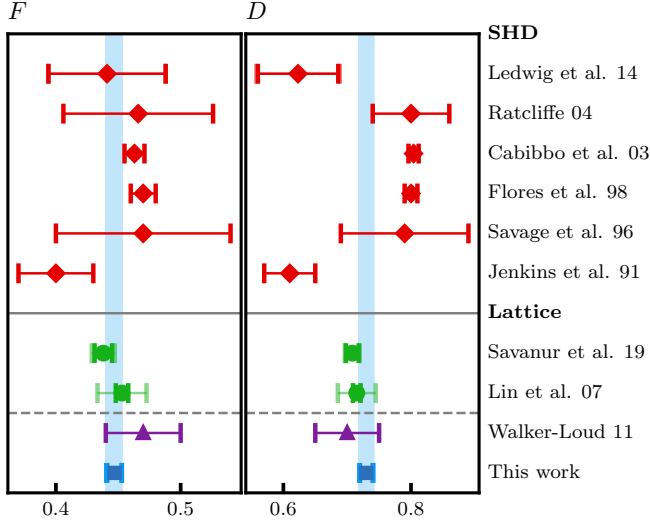 F D
SHD
Ledwig et al. 14
Ratcliffe 04
Cabibbo et al. 03
Flores et al. 98
Savage et al. 96
Jenkins et al. 91
Lattice
Savanur et al. 19
Lin et al. 07
Walker-Loud 11
This work
0.4 0.5 0.6 0.8